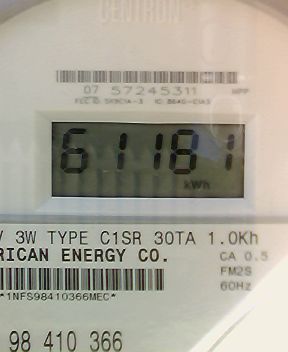 CENTRON
07 57245311
61181
kWh
V 3W TYPE C1SR 30TA 1.0Kh
RICAN ENERGY CO. CA 0.5
FM2S
*1NFS98410366MEC* 60Hz
98 410 366